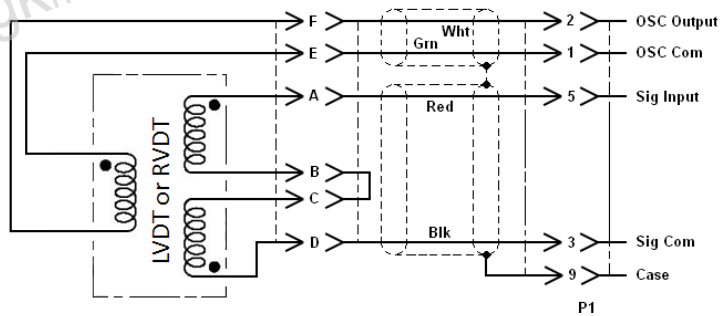 F 2 OSC Output
Wht
Grn
E 1 OSC Com
A 5 Sig Input
Red
B
C
LVDT or RVDT
Blk
D 3 Sig Com
9 Case
P1